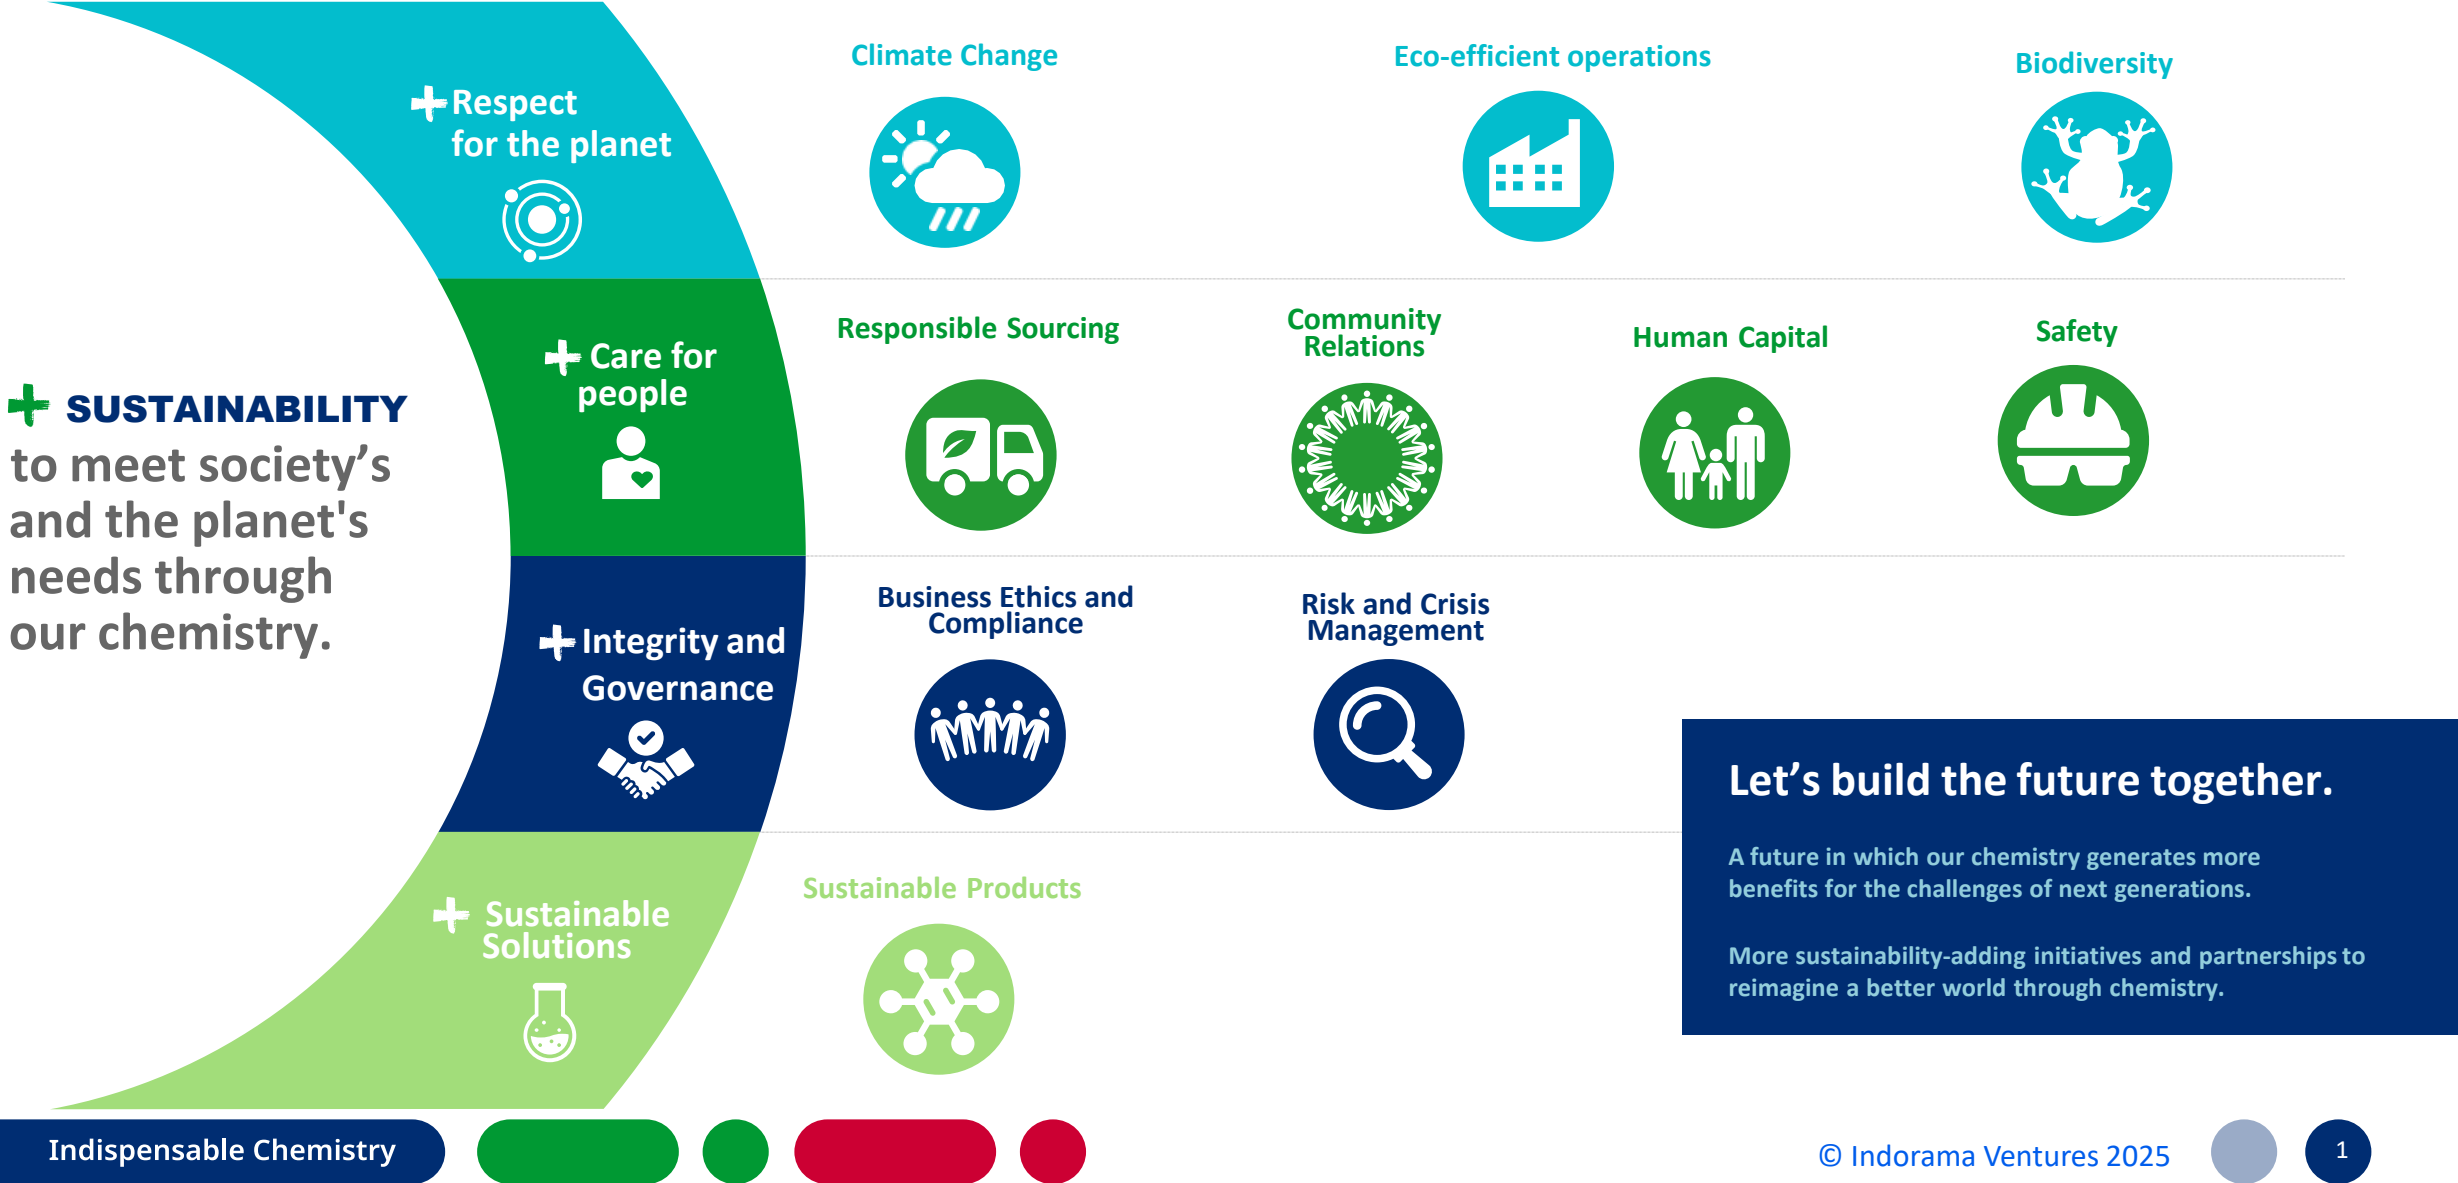 SUSTAINABILITY
to meet society’s
and the planet's
needs through
our chemistry.
Respect
for the planet
Climate Change
Eco-efficient operations
Biodiversity
Care for
people
Responsible Sourcing
Community
Relations
Human Capital
Safety
Integrity and
Governance
Business Ethics and
Compliance
Risk and Crisis
Management
Sustainable
Solutions
Sustainable Products
Let’s build the future together.
A future in which our chemistry generates more
benefits for the challenges of next generations.
More sustainability-adding initiatives and partnerships to
reimagine a better world through chemistry.
Indispensable Chemistry
© Indorama Ventures 2025
1